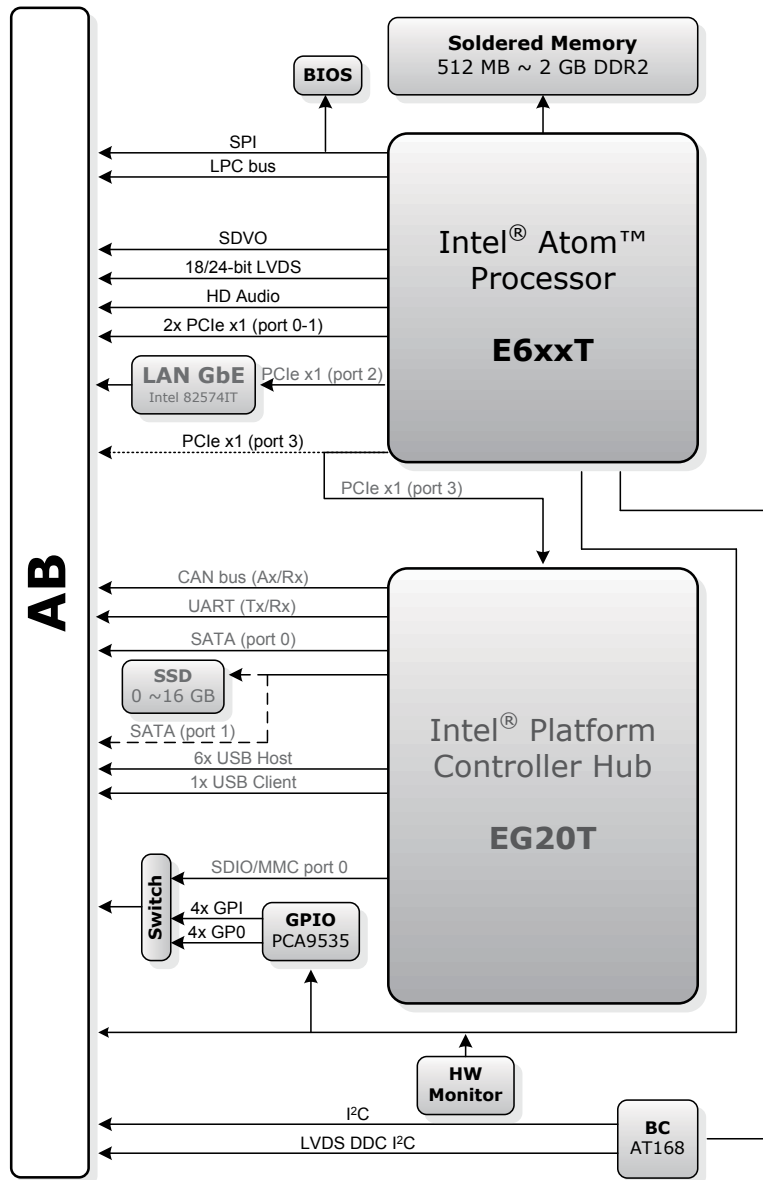 Soldered Memory
512 MB ~ 2 GB DDR2
BIOS
SPI
LPC bus
SDVO
18/24-bit LVDS
HD Audio
2x PCIe x1 (port 0-1)
Intel® Atom™
Processor
E6xxT
LAN GbE
Intel 82574IT
PCIe x1 (port 2)
PCIe x1 (port 3)
PCIe x1 (port 3)
AB
CAN bus (Ax/Rx)
UART (Tx/Rx)
SATA (port 0)
SSD
0 ~16 GB
SATA (port 1)
6x USB Host
1x USB Client
Intel® Platform
Controller Hub
EG20T
SDIO/MMC port 0
Switch
4x GPI
4x GP0
GPIO
PCA9535
HW
Monitor
I²C
LVDS DDC I²C
BC
AT168